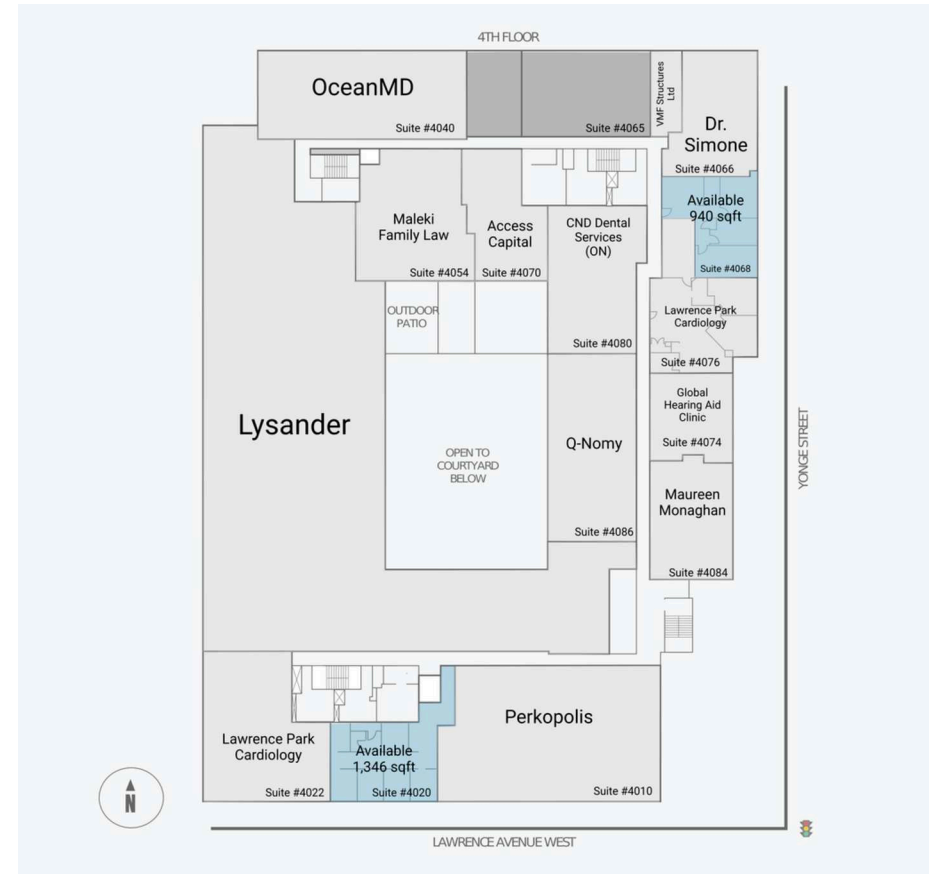 4TH FLOOR
OceanMD
Suite #4040
Suite #4065
VMF Structures
Ltd
Dr.
Simone
Suite #4066
Available
940 sqft
Suite #4068
Maleki
Family Law
Suite #4054
Access
Capital
Suite #4070
CND Dental
Services
(ON)
Suite #4080
OUTDOOR
PATIO
Lawrence Park
Cardiology
Suite #4076
Global
Hearing Aid
Clinic
Suite #4074
Lysander
OPEN TO
COURTYARD
BELOW
Q-Nomy
Suite #4086
Maureen
Monaghan
Suite #4084
YONGE STREET
Perkopolis
Suite #4010
Lawrence Park
Cardiology
Suite #4022
Available
1,346 sqft
Suite #4020
N
LAWRENCE AVENUE WEST